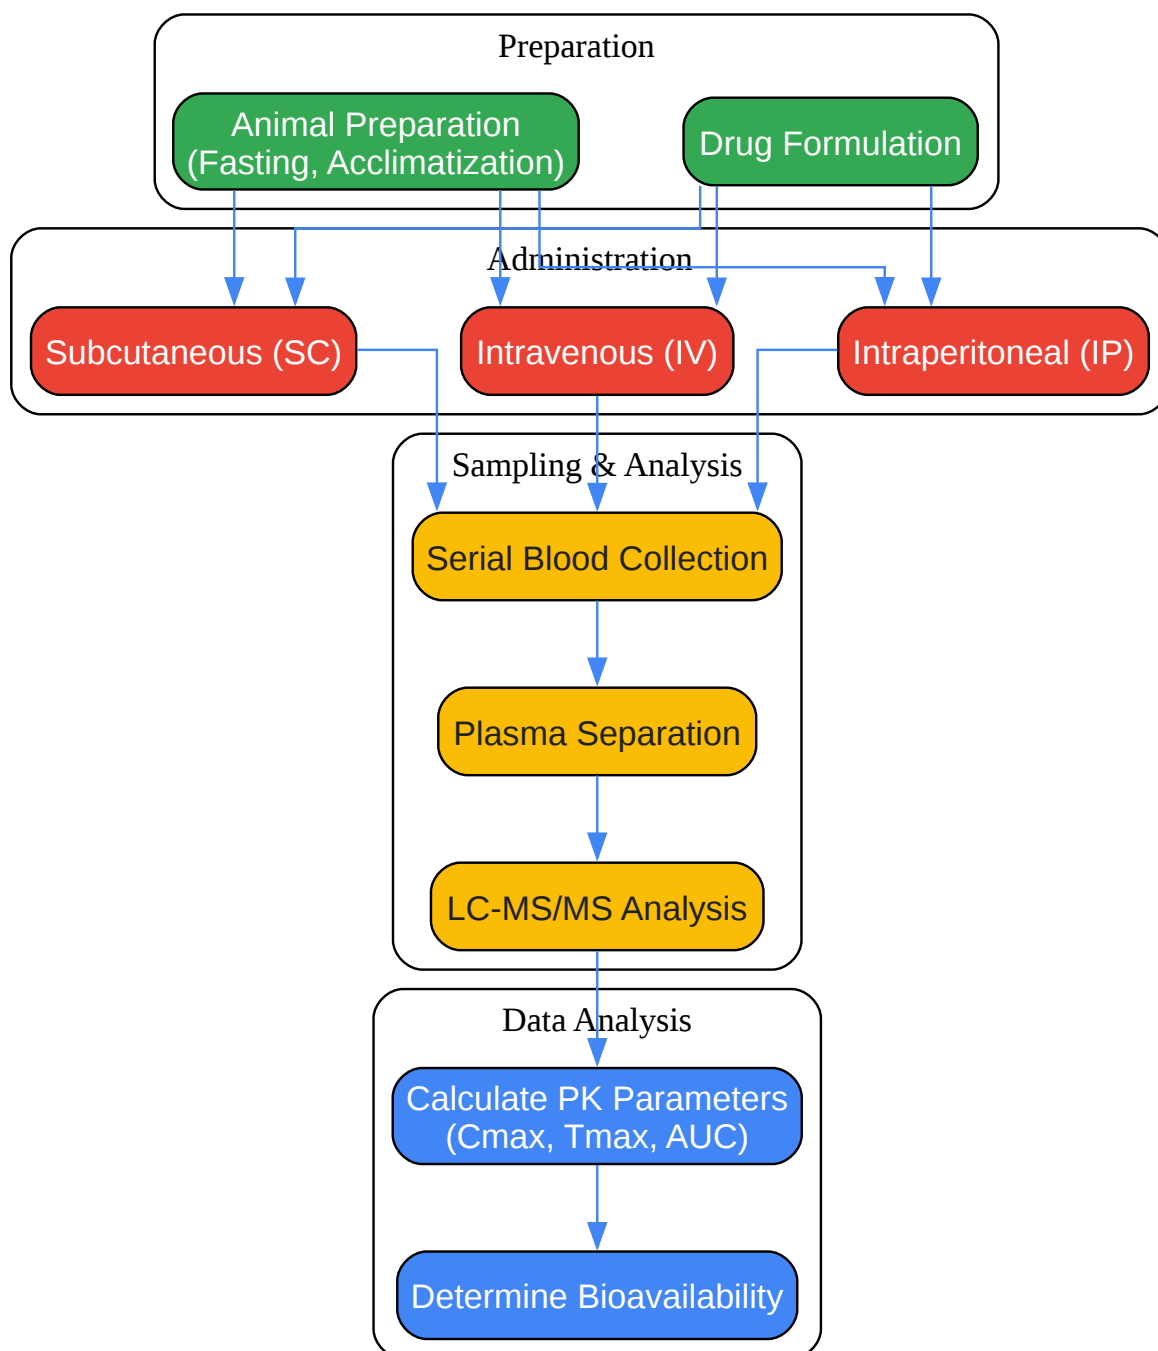 Preparation
Animal Preparation
(Fasting, Acclimatization)
Drug Formulation
Administration
Subcutaneous (SC)
Intravenous (IV)
Intraperitoneal (IP)
Sampling & Analysis
Serial Blood Collection
Plasma Separation
LC-MS/MS Analysis
Data Analysis
Calculate PK Parameters
(Cmax, Tmax, AUC)
Determine Bioavailability